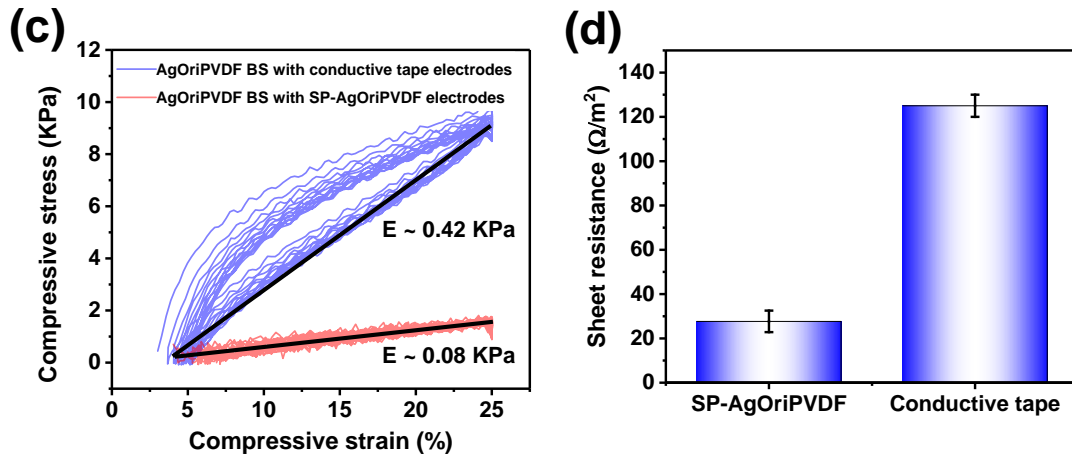 (c)
12
10
8
6
4
2
0
Compressive stress (KPa)
AgOriPVDF BS with conductive tape electrodes
AgOriPVDF BS with SP-AgOriPVDF electrodes
E ~ 0.42 KPa
E ~ 0.08 KPa
0 5 10 15 20 25
Compressive strain (%)
(d)
140
120
100
80
60
40
20
0
Sheet resistance (Ω/m²)
SP-AgOriPVDF Conductive tape